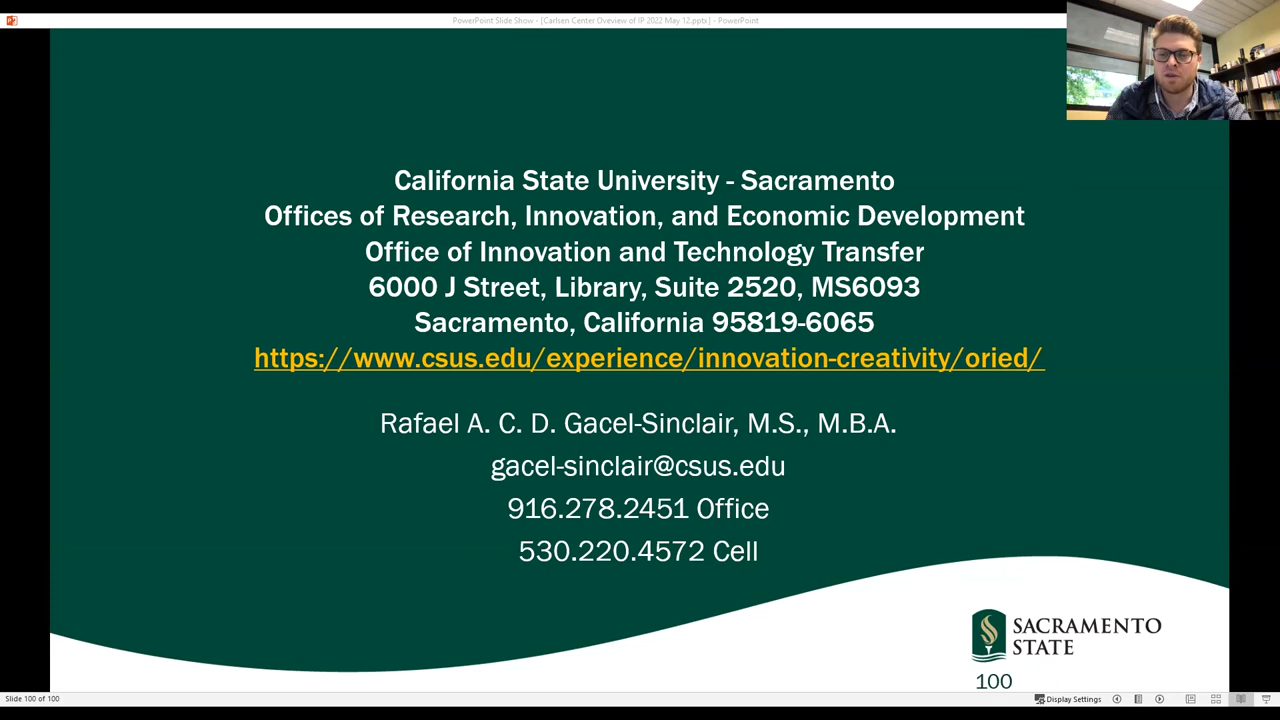 PowerPoint Slide Show - [Carlsen Center Oveview of IP 2022 May 12.pptx] - PowerPoint
California State University - Sacramento
Offices of Research, Innovation, and Economic Development
Office of Innovation and Technology Transfer
6000 J Street, Library, Suite 2520, MS6093
Sacramento, California 95819-6065
https://www.csus.edu/experience/innovation-creativity/oried/
Rafael A. C. D. Gacel-Sinclair, M.S., M.B.A.
gacel-sinclair@csus.edu
916.278.2451 Office
530.220.4572 Cell
SACRAMENTO
STATE
100
Slide 100 of 100
Display Settings